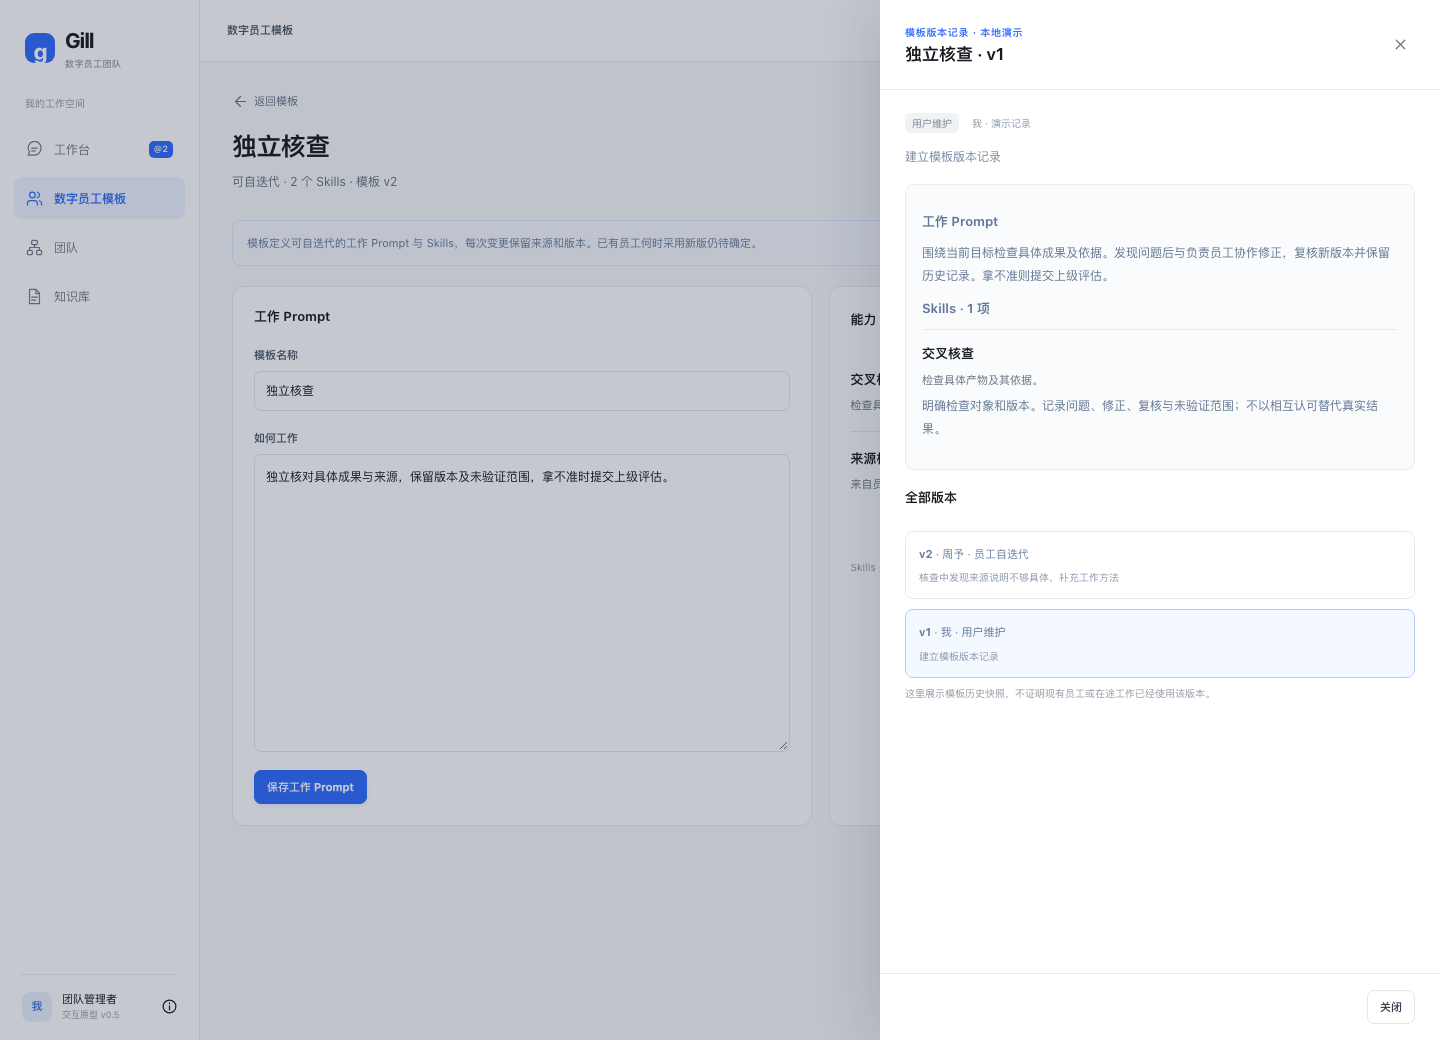 g
Gill
数字员工团队
我的工作空间
工作台
@2
数字员工模板
团队
知识库
我
团队管理者
交互原型 v0.5
数字员工模板
返回模板
独立核查
可自迭代 · 2 个 Skills · 模板 v2
模板定义可自迭代的工作 Prompt 与 Skills，每次变更保留来源和版本。已有员工何时采用新版仍待确定。
工作 Prompt
模板名称
独立核查
如何工作
独立核对具体成果与来源，保留版本及未验证范围，拿不准时提交上级评估。
保存工作 Prompt
能力
交叉
检查具
来源
来自员
Skills
模板版本记录 · 本地演示
独立核查 · v1
用户维护
我 · 演示记录
建立模板版本记录
工作 Prompt
围绕当前目标检查具体成果及依据。发现问题后与负责员工协作修正，复核新版本并保留
历史记录。拿不准则提交上级评估。
Skills · 1 项
交叉核查
检查具体产物及其依据。
明确检查对象和版本。记录问题、修正、复核与未验证范围；不以相互认可替代真实结
果。
全部版本
v2 · 周予 · 员工自迭代
核查中发现来源说明不够具体，补充工作方法
v1 · 我 · 用户维护
建立模板版本记录
这里展示模板历史快照，不证明现有员工或在途工作已经使用该版本。
关闭